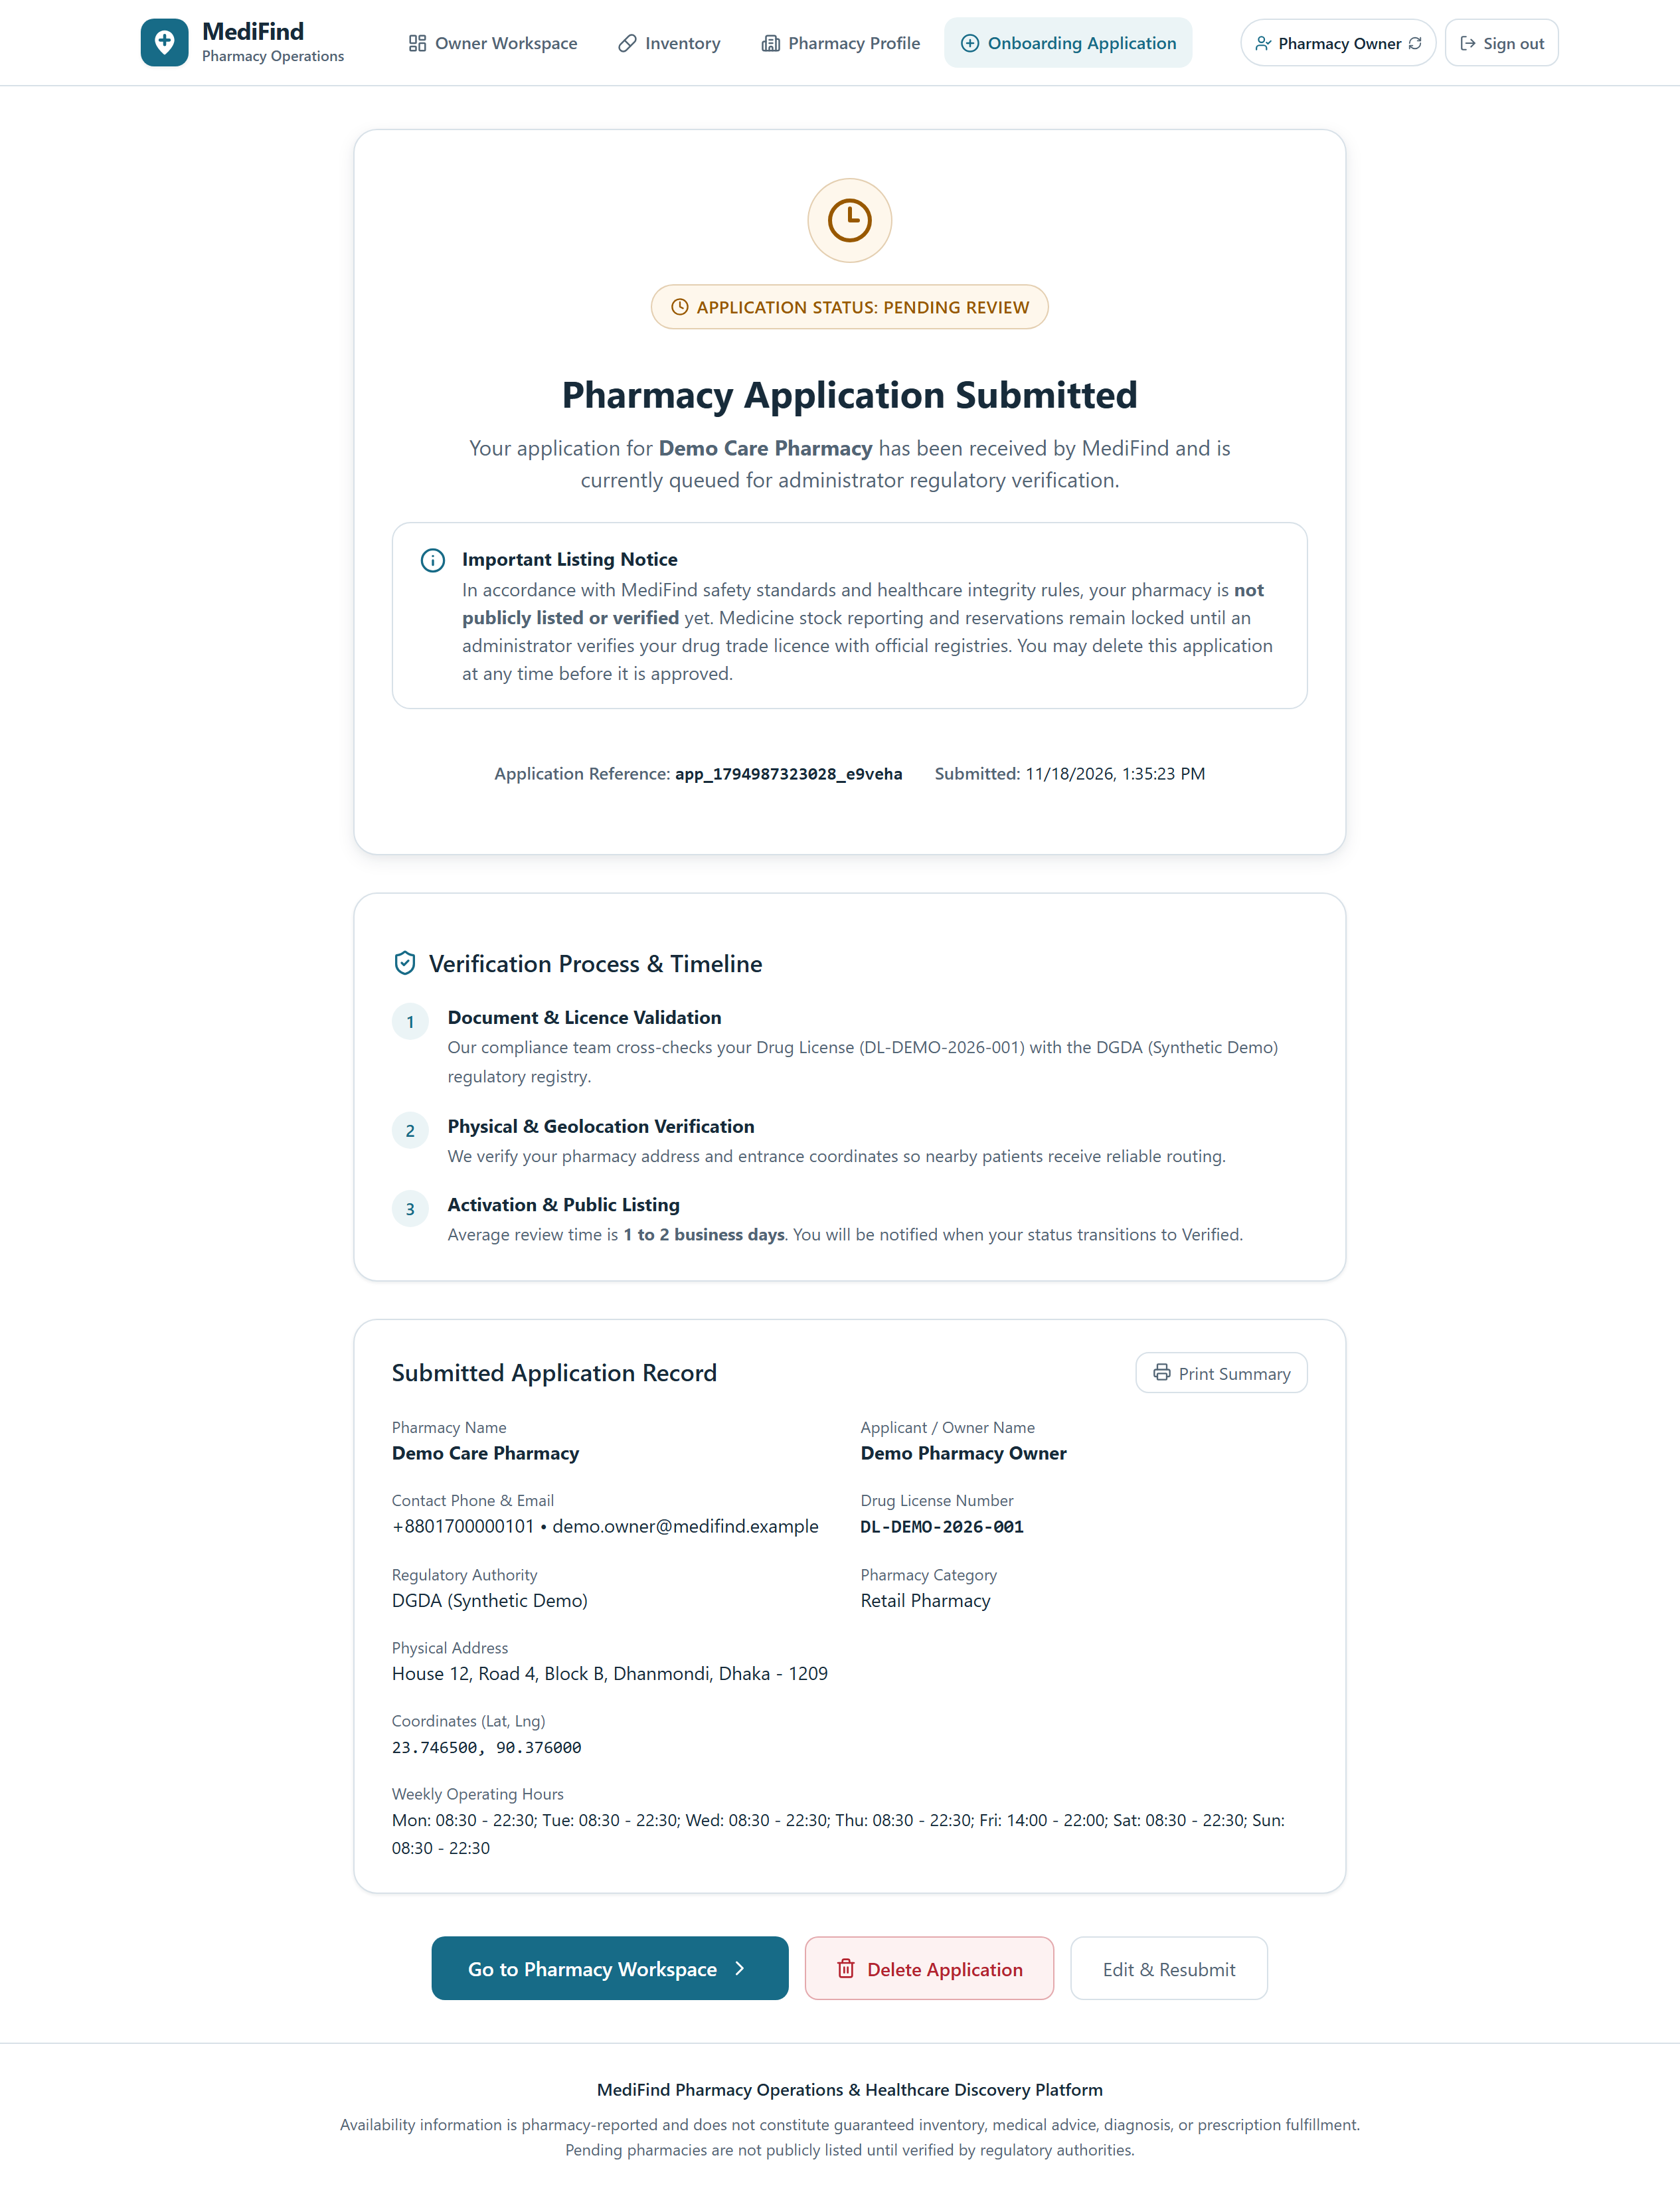 MediFind
Pharmacy Operations
Owner Workspace
Inventory
Pharmacy Profile
Onboarding Application
Pharmacy Owner
Sign out
APPLICATION STATUS: PENDING REVIEW
Pharmacy Application Submitted
Your application for Demo Care Pharmacy has been received by MediFind and is
currently queued for administrator regulatory verification.
Important Listing Notice
In accordance with MediFind safety standards and healthcare integrity rules, your pharmacy is not
publicly listed or verified yet. Medicine stock reporting and reservations remain locked until an
administrator verifies your drug trade licence with official registries. You may delete this application
at any time before it is approved.
Application Reference: app_1794987323028_e9veha Submitted: 11/18/2026, 1:35:23 PM
Verification Process & Timeline
1
Document & Licence Validation
Our compliance team cross-checks your Drug License (DL-DEMO-2026-001) with the DGDA (Synthetic Demo)
regulatory registry.
2
Physical & Geolocation Verification
We verify your pharmacy address and entrance coordinates so nearby patients receive reliable routing.
3
Activation & Public Listing
Average review time is 1 to 2 business days. You will be notified when your status transitions to Verified.
Submitted Application Record
Print Summary
Pharmacy Name
Demo Care Pharmacy
Applicant / Owner Name
Demo Pharmacy Owner
Contact Phone & Email
+8801700000101 • demo.owner@medifind.example
Drug License Number
DL-DEMO-2026-001
Regulatory Authority
DGDA (Synthetic Demo)
Pharmacy Category
Retail Pharmacy
Physical Address
House 12, Road 4, Block B, Dhanmondi, Dhaka - 1209
Coordinates (Lat, Lng)
23.746500, 90.376000
Weekly Operating Hours
Mon: 08:30 - 22:30; Tue: 08:30 - 22:30; Wed: 08:30 - 22:30; Thu: 08:30 - 22:30; Fri: 14:00 - 22:00; Sat: 08:30 - 22:30; Sun:
08:30 - 22:30
Go to Pharmacy Workspace
Delete Application
Edit & Resubmit
MediFind Pharmacy Operations & Healthcare Discovery Platform
Availability information is pharmacy-reported and does not constitute guaranteed inventory, medical advice, diagnosis, or prescription fulfillment.
Pending pharmacies are not publicly listed until verified by regulatory authorities.